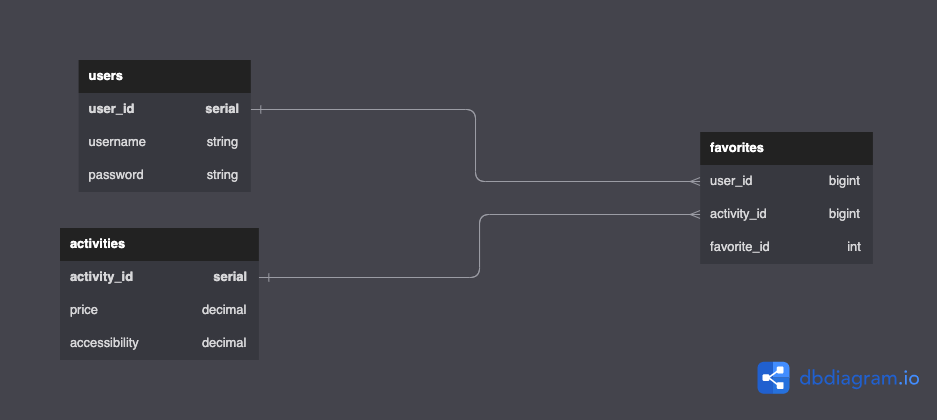 users
user_id serial
username string
password string
activities
activity_id serial
price decimal
accessibility decimal
favorites
user_id bigint
activity_id bigint
favorite_id int
dbdiagram.io